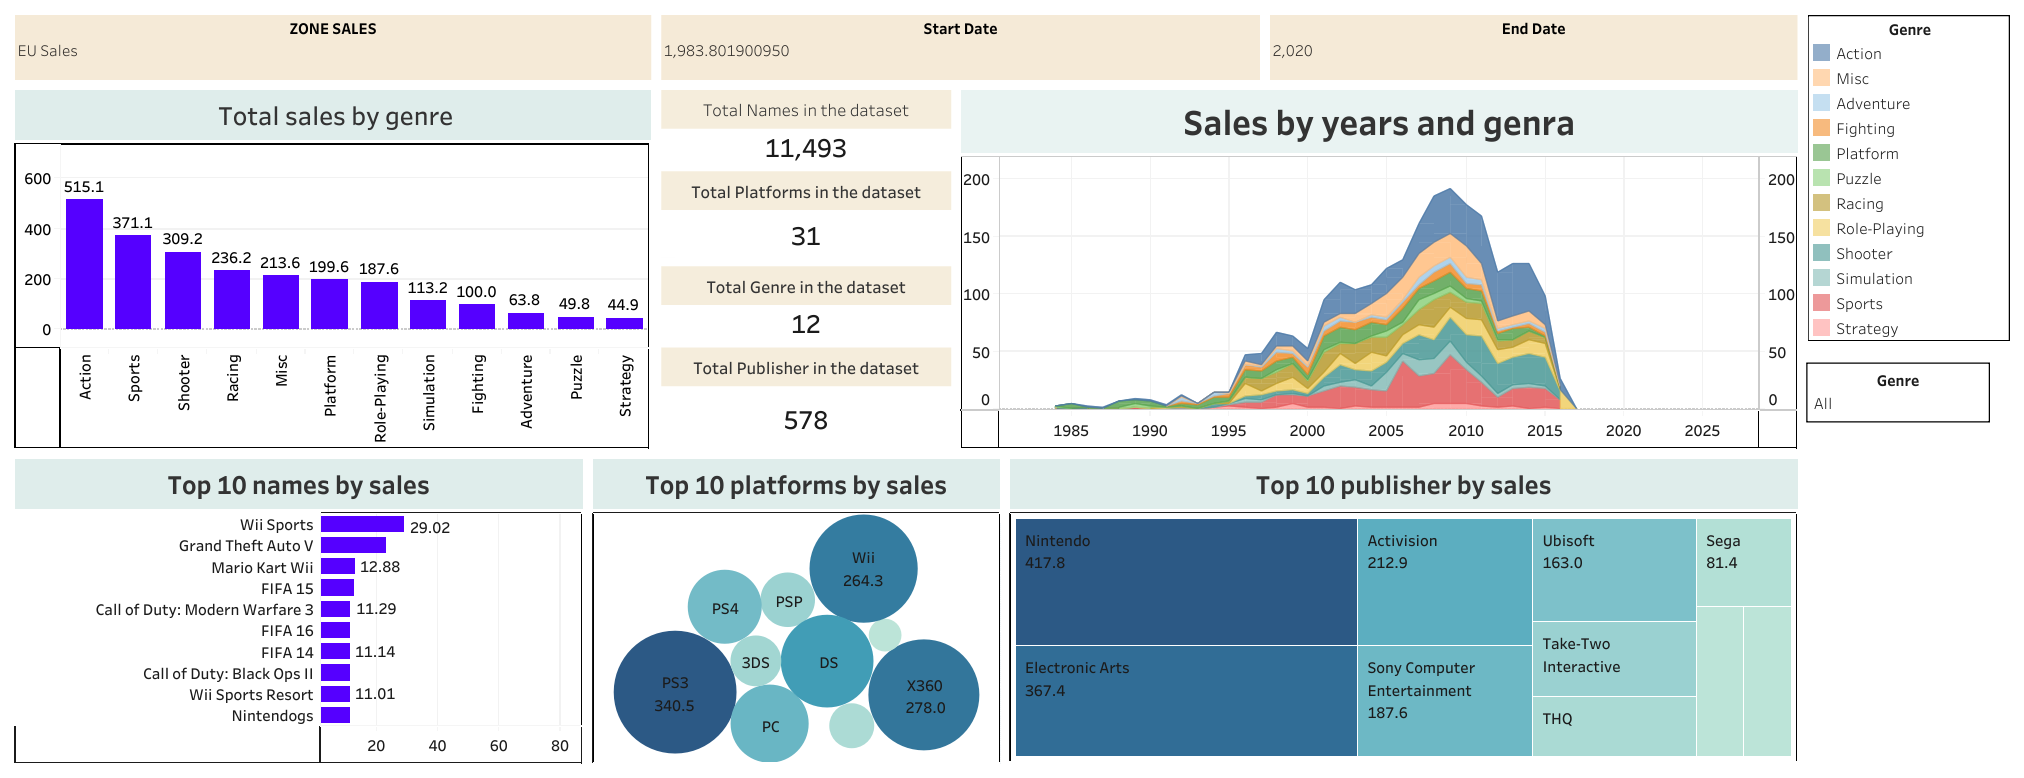 ZONE SALES
EU Sales
Start Date
1,983.801900950
End Date
2,020
Genre
Action
Misc
Adventure
Fighting
Platform
Puzzle
Racing
Role-Playing
Shooter
Simulation
Sports
Strategy
Genre
All
Total sales by genre
600
400
200
0
515.1
371.1
309.2
236.2
213.6
199.6
187.6
113.2
100.0
63.8
49.8
44.9
Action
Sports
Shooter
Racing
Misc
Platform
Role-Playing
Simulation
Fighting
Adventure
Puzzle
Strategy
Total Names in the dataset
11,493
Total Platforms in the dataset
31
Total Genre in the dataset
12
Total Publisher in the dataset
578
Sales by years and genra
200
150
100
50
0
200
150
100
50
0
1985
1990
1995
2000
2005
2010
2015
2020
2025
Top 10 names by sales
Wii Sports
29.02
Grand Theft Auto V
Mario Kart Wii
12.88
FIFA 15
Call of Duty: Modern Warfare 3
11.29
FIFA 16
FIFA 14
11.14
Call of Duty: Black Ops II
Wii Sports Resort
11.01
Nintendogs
20
40
60
80
Top 10 platforms by sales
Wii
264.3
PS4
PSP
3DS
DS
PS3
340.5
X360
278.0
PC
Top 10 publisher by sales
Nintendo
417.8
Electronic Arts
367.4
Activision
212.9
Sony Computer
Entertainment
187.6
Ubisoft
163.0
Take-Two
Interactive
THQ
Sega
81.4